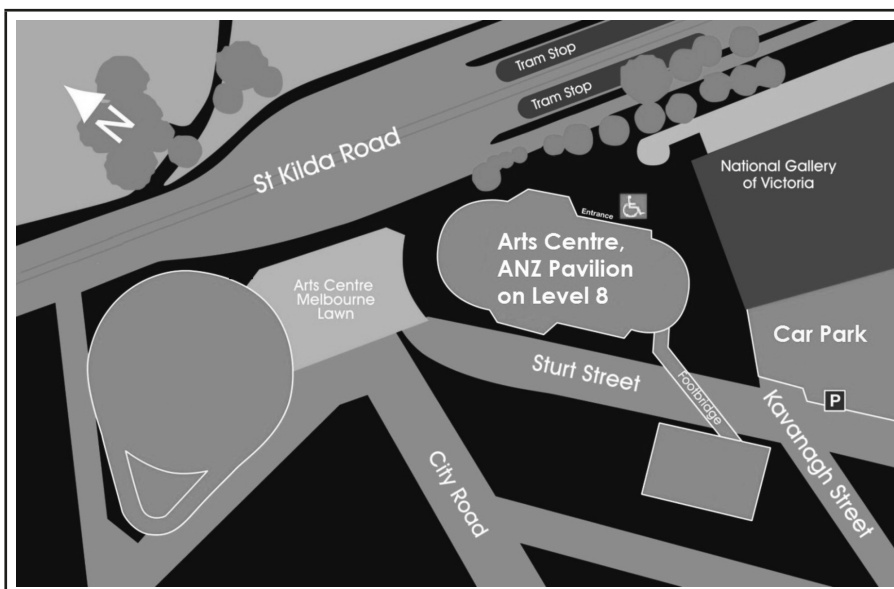 N
Tram Stop
Tram Stop
St Kilda Road
National Gallery
of Victoria
Entrance
Arts Centre,
ANZ Pavilion
on Level 8
Arts Centre
Melbourne
Lawn
Car Park
Sturt Street
Footbridge
P
Kavanagh Street
City Road